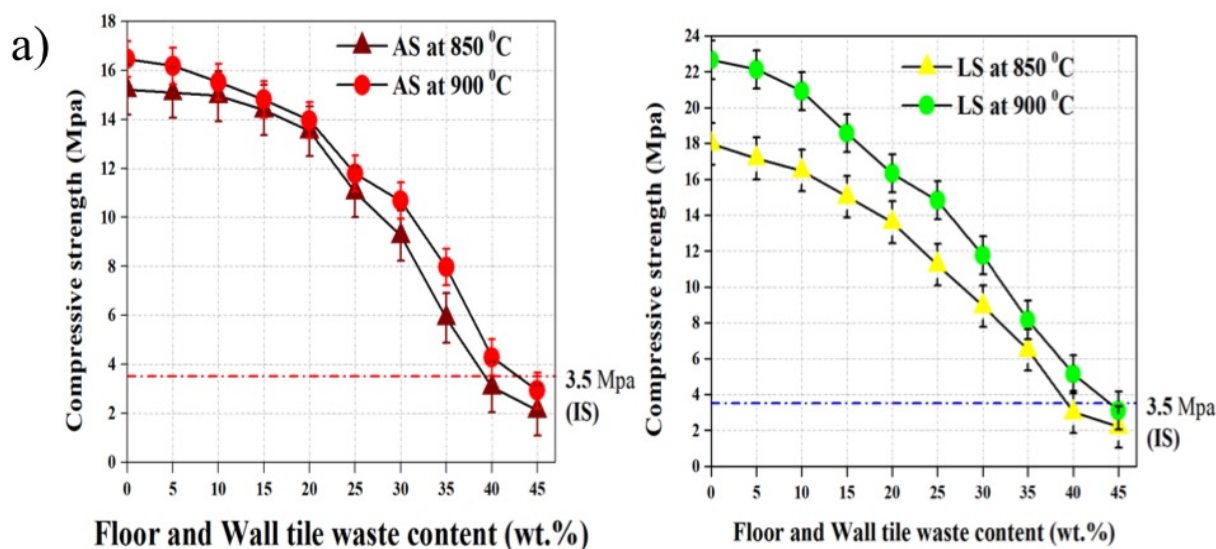 a)
Compressive strength (Mpa)
18
16
14
12
10
8
6
4
2
0
AS at 850 ⁰C
AS at 900 ⁰C
3.5 Mpa
(IS)
0 5 10 15 20 25 30 35 40 45
Floor and Wall tile waste content (wt.%)
Compressive strength (Mpa)
24
22
20
18
16
14
12
10
8
6
4
2
0
LS at 850 ⁰C
LS at 900 ⁰C
3.5 Mpa
(IS)
0 5 10 15 20 25 30 35 40 45
Floor and Wall tile waste content (wt.%)